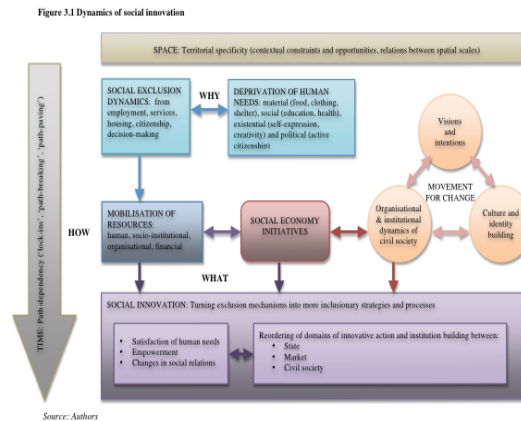 Figure 3.1 Dynamics of social innovation
SPACE: Territorial specificity (contextual constraints and opportunities, relations between spatial scales)
TIME: Path-dependency ('lock-ins', 'path-breaking', 'path-paving')
SOCIAL EXCLUSION
DYNAMICS: from
employment, services,
housing, citizenship,
decision-making
WHY
DEPRIVATION OF HUMAN
NEEDS: material (food, clothing,
shelter), social (education, health),
existential (self-expression,
creativity) and political (active
citizenship)
Visions
and
intentions
MOVEMENT
FOR CHANGE
HOW
MOBILISATION OF
RESOURCES:
human, socio-institutional,
organisational, financial
SOCIAL ECONOMY
INITIATIVES
Organisational
& institutional
dynamics of
civil society
Culture and
identity
building
WHAT
SOCIAL INNOVATION: Turning exclusion mechanisms into more inclusionary strategies and processes
• Satisfaction of human needs
• Empowerment
• Changes in social relations
Reordering of domains of innovative action and institution building between:
• State
• Market
• Civil society
Source: Authors